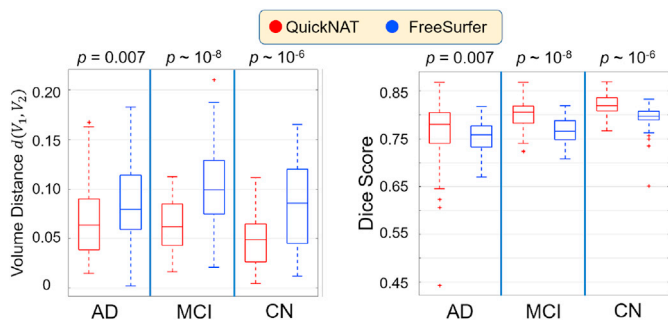 QuickNAT FreeSurfer
p = 0.007 p ~ 10⁻⁸ p ~ 10⁻⁶
Volume Distance d(V₁,V₂)
0.20
0.15
0.10
0.05
0
AD MCI CN
p = 0.007 p ~ 10⁻⁸ p ~ 10⁻⁶
Dice Score
0.85
0.75
0.65
0.55
0.45
AD MCI CN